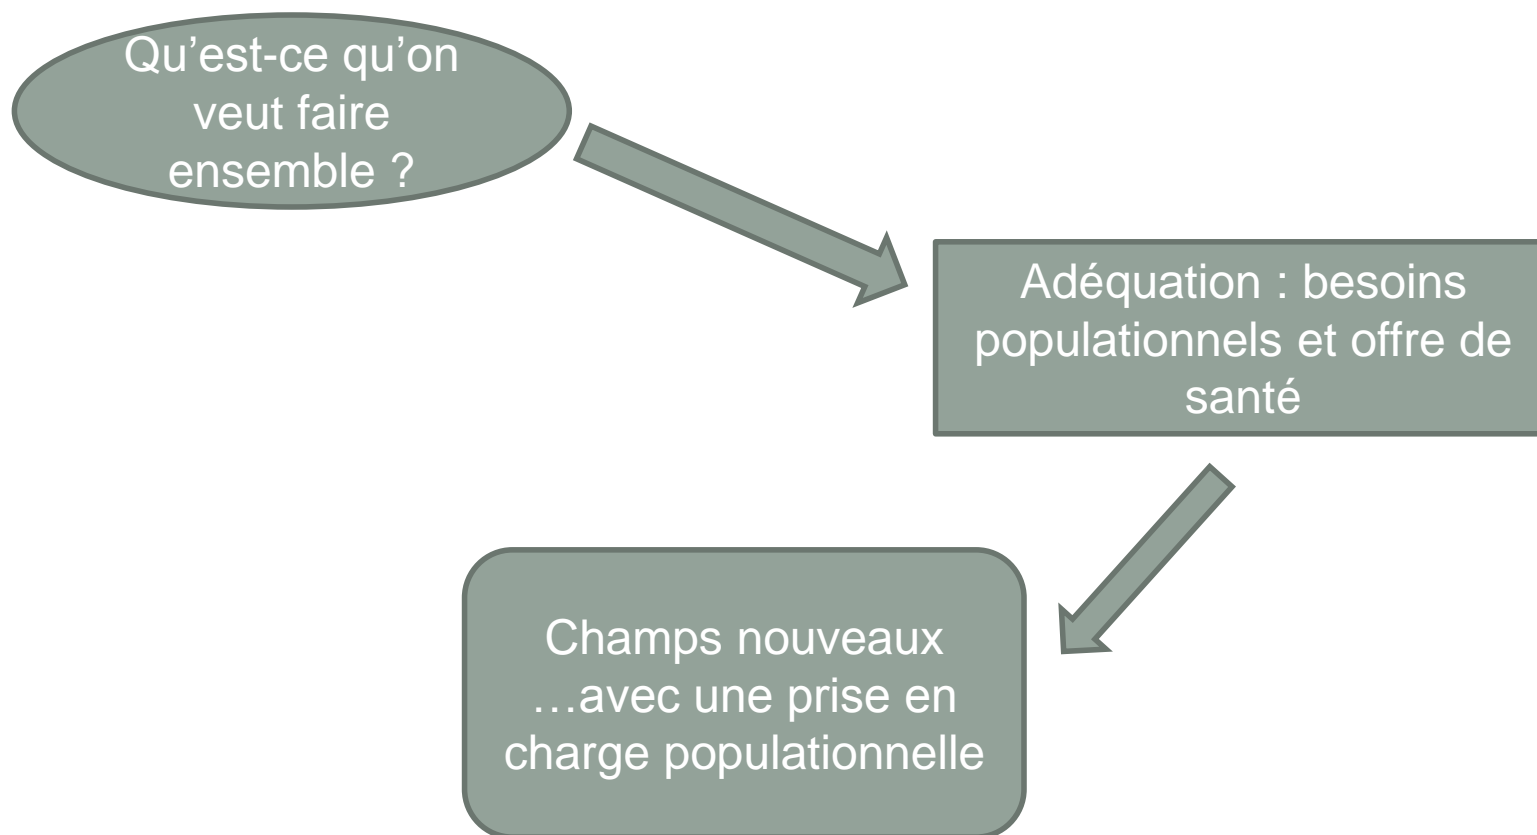 Qu’est-ce qu’on
veut faire
ensemble ?
Adéquation : besoins
populationnels et offre de
santé
Champs nouveaux
…avec une prise en
charge populationnelle